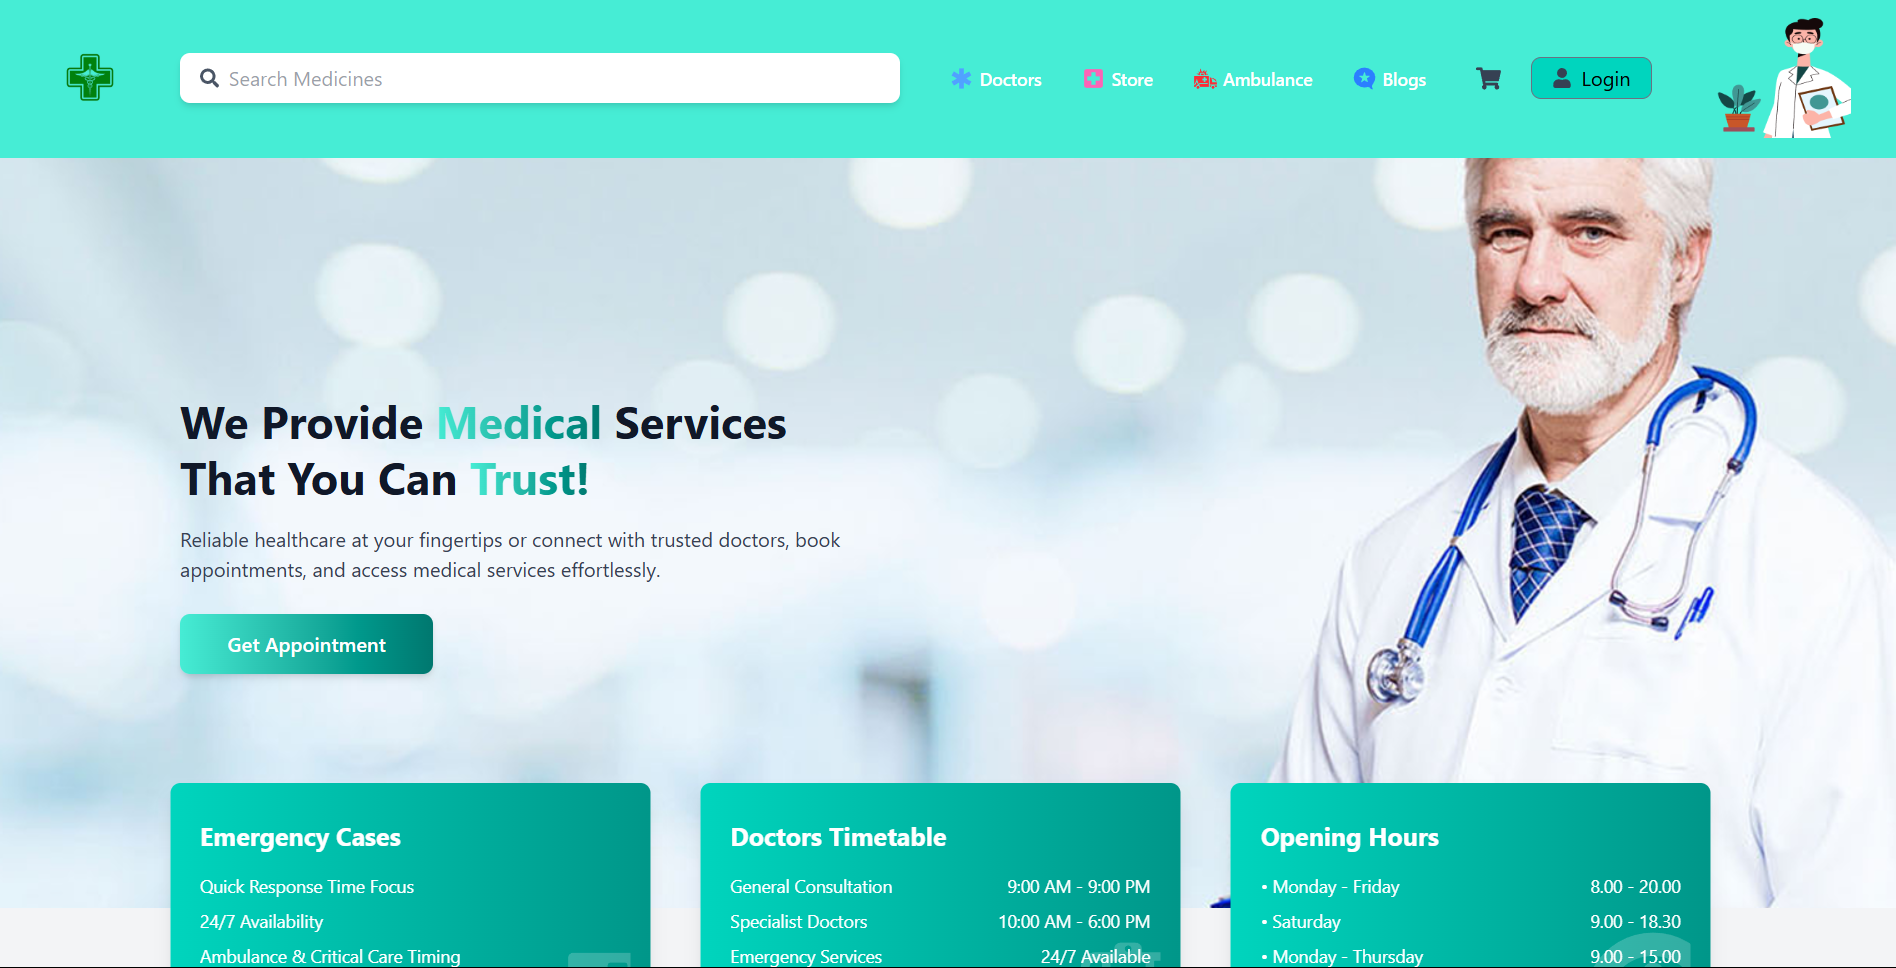 Search Medicines
Doctors
Store
Ambulance
Blogs
Login
We Provide Medical Services
That You Can Trust!
Reliable healthcare at your fingertips or connect with trusted doctors, book
appointments, and access medical services effortlessly.
Get Appointment
Emergency Cases
Quick Response Time Focus
24/7 Availability
Ambulance & Critical Care Timing
Doctors Timetable
General Consultation 9:00 AM - 9:00 PM
Specialist Doctors 10:00 AM - 6:00 PM
Emergency Services 24/7 Available
Opening Hours
• Monday - Friday 8.00 - 20.00
• Saturday 9.00 - 18.30
• Monday - Thursday 9.00 - 15.00